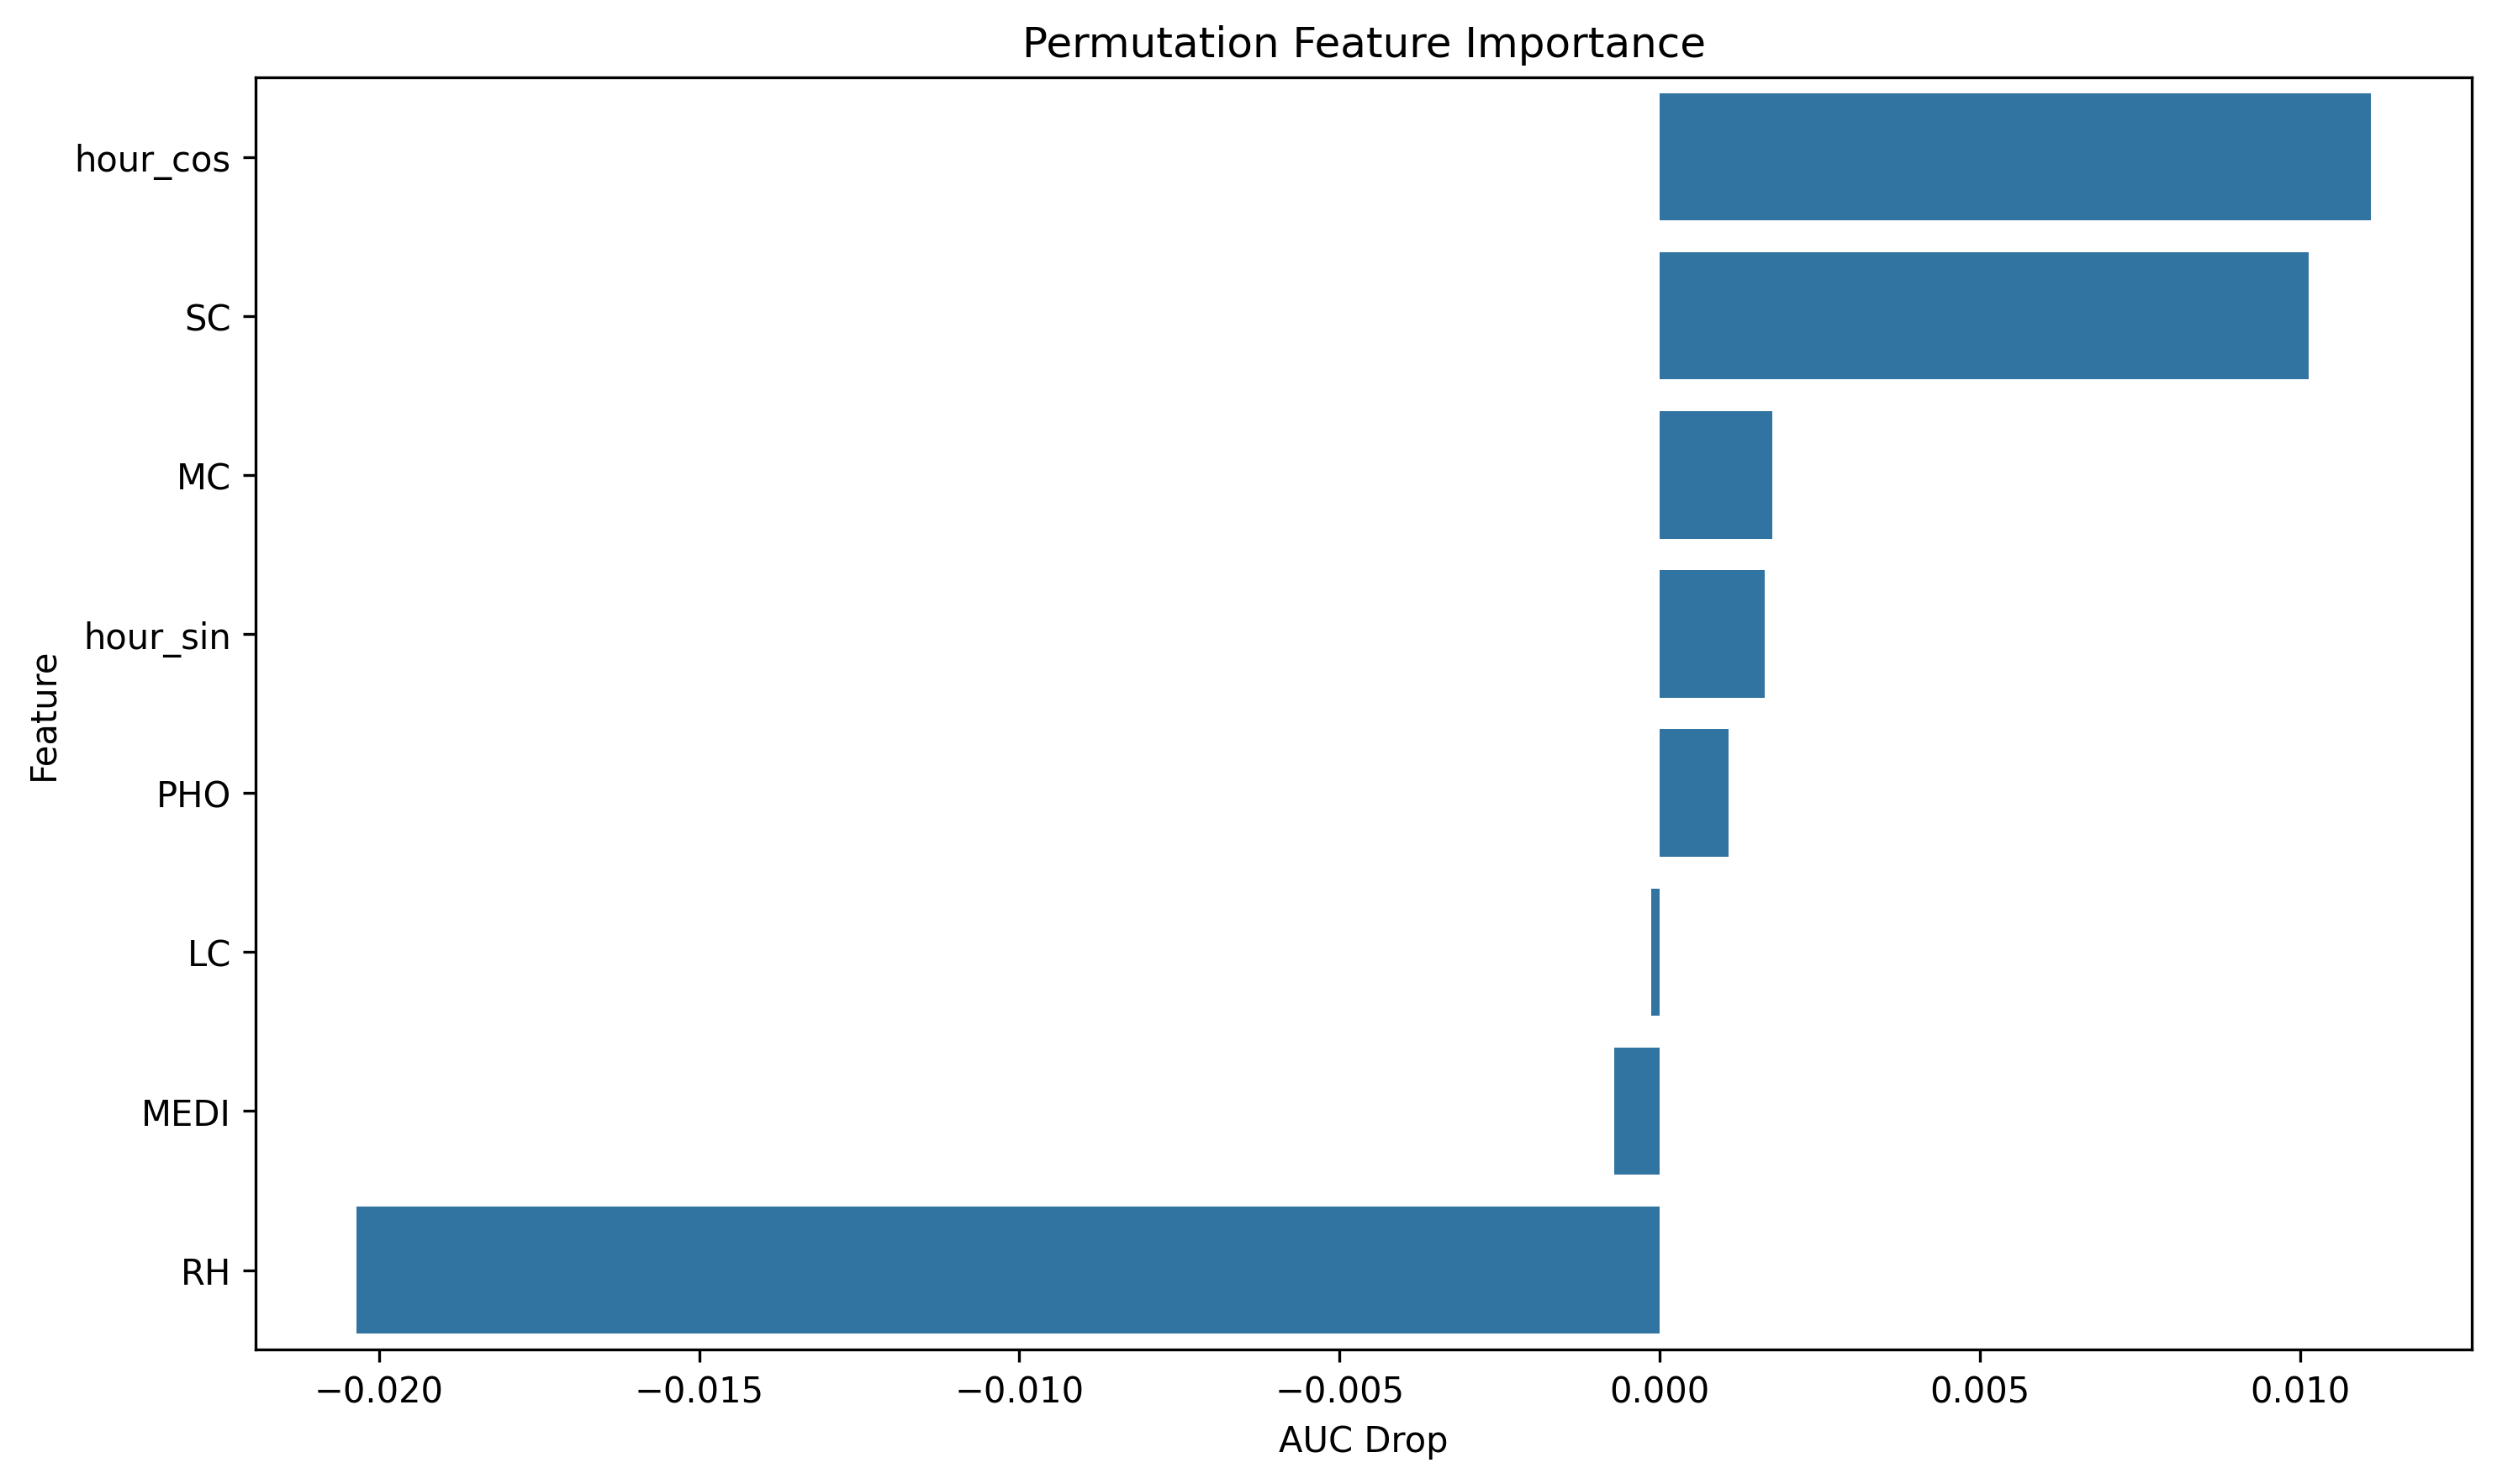 Permutation Feature Importance
Feature
hour_cos
SC
MC
hour_sin
PHO
LC
MEDI
RH
−0.020 −0.015 −0.010 −0.005 0.000 0.005 0.010
AUC Drop